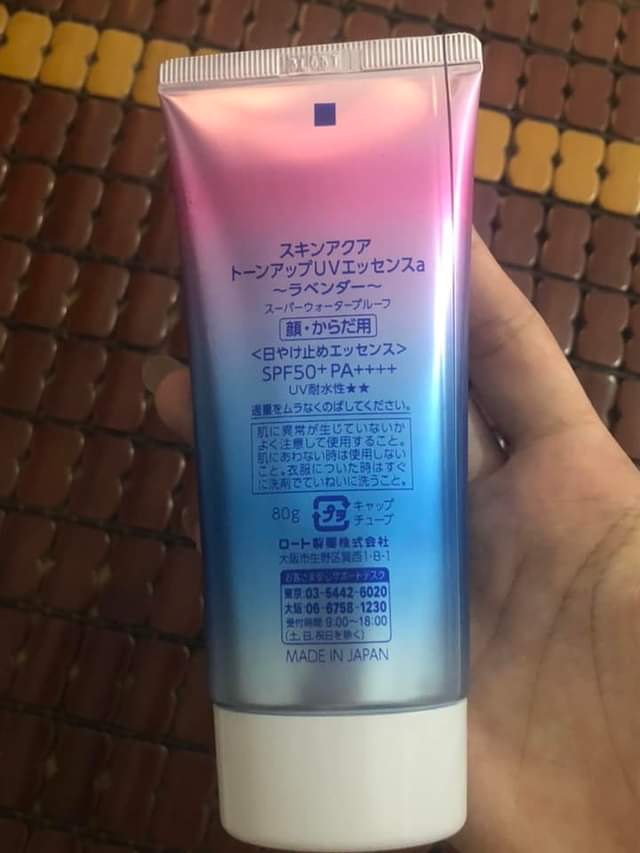 スキンアクア
トーンアップUVエッセンスa
〜ラベンダー〜
スーパーウォータープルーフ
顔・からだ用
<日やけ止めエッセンス>
SPF50+ PA++++
UV耐水性★★
適量をムラなくのばしてください。
肌に異常が生じていないか
よく注意して使用すること。
肌にあわない時は使用しない
こと。衣服についた時はすぐ
に洗剤でていねいに洗うこと。
80g プラ キャップ
チューブ
ロート製薬株式会社
大阪市生野区巽西1-8-1
お客さま安心サポートデスク
東京:03-5442-6020
大阪:06-6758-1230
受付時間 9:00〜18:00
(土、日、祝日を除く)
MADE IN JAPAN